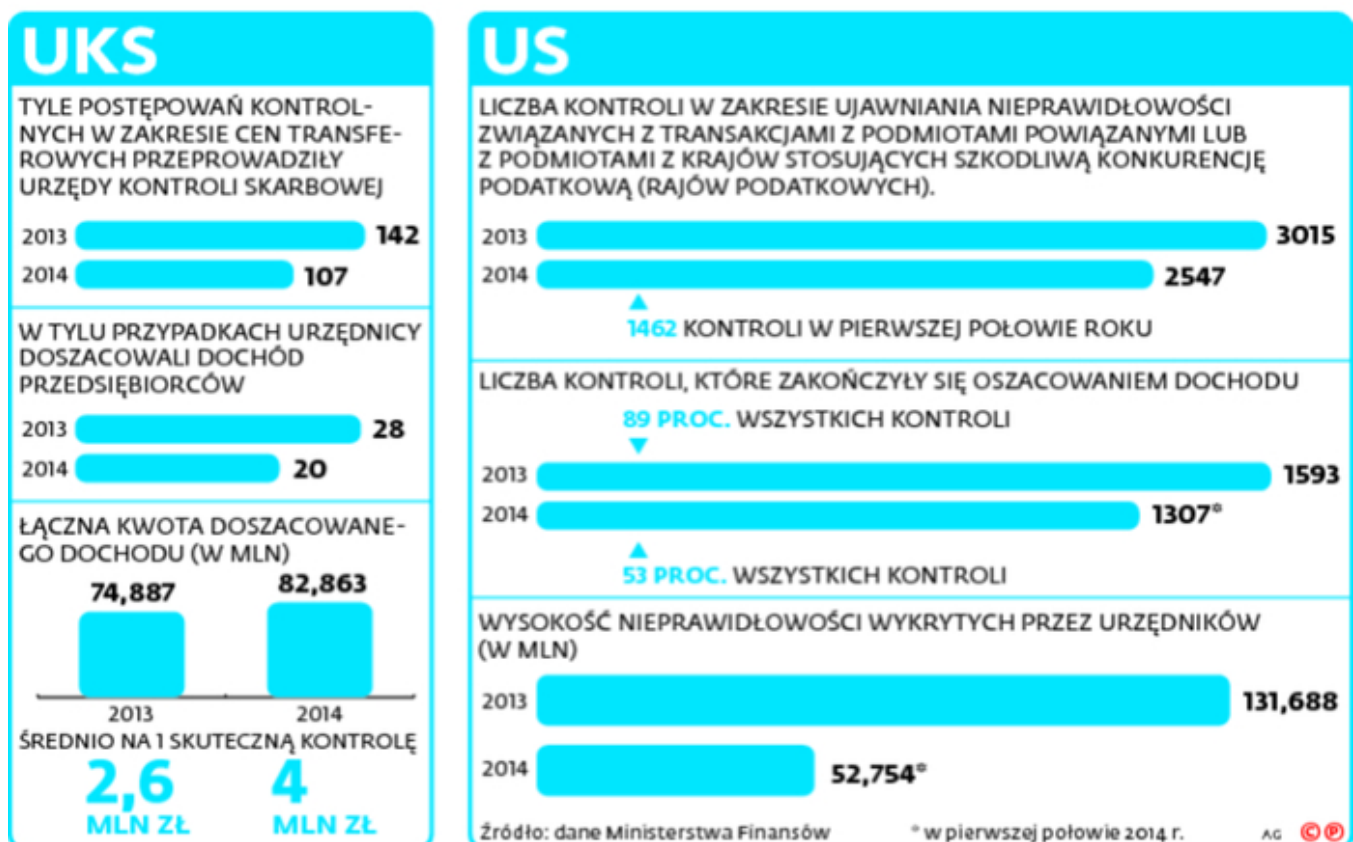 UKS
TYLE POSTĘPOWAŃ KONTROL-
NYCH W ZAKRESIE CEN TRANSFE-
ROWYCH PRZEPROWADZIŁY
URZĘDY KONTROLI SKARBOWEJ
2013 142
2014 107
W TYLU PRZYPADKACH URZĘDNICY
DOSZACOWALI DOCHÓD
PRZEDSIĘBIORCÓW
2013 28
2014 20
ŁĄCZNA KWOTA DOSZACOWANE-
GO DOCHODU (W MLN)
74,887 82,863
2013 2014
ŚREDNIO NA 1 SKUTECZNĄ KONTROLĘ
2,6 4
MLN ZŁ MLN ZŁ
US
LICZBA KONTROLI W ZAKRESIE UJAWNIANIA NIEPRAWIDŁOWOŚCI
ZWIĄZANYCH Z TRANSAKCJAMI Z PODMIOTAMI POWIĄZANYMI LUB
Z PODMIOTAMI Z KRAJÓW STOSUJĄCYCH SZKODLIWĄ KONKURENCJĘ
PODATKOWĄ (RAJÓW PODATKOWYCH).
2013 3015
2014 2547
1462 KONTROLI W PIERWSZEJ POŁOWIE ROKU
LICZBA KONTROLI, KTÓRE ZAKOŃCZYŁY SIĘ OSZACOWANIEM DOCHODU
89 PROC. WSZYSTKICH KONTROLI
2013 1593
2014 1307*
53 PROC. WSZYSTKICH KONTROLI
WYSOKOŚĆ NIEPRAWIDŁOWOŚCI WYKRYTYCH PRZEZ URZĘDNIKÓW
(W MLN)
2013 131,688
2014 52,754*
Źródło: dane Ministerstwa Finansów * w pierwszej połowie 2014 r. AG © ℗